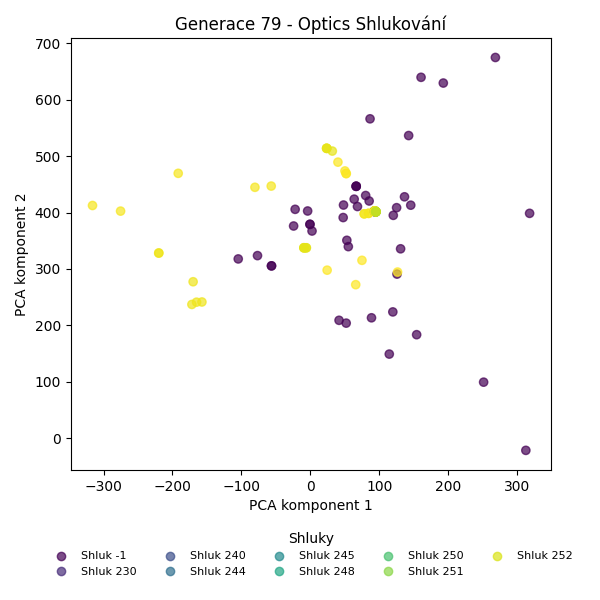 Generace 79 - Optics Shlukování
700
600
500
400
300
200
100
0
PCA komponent 2
−300 −200 −100 0 100 200 300
PCA komponent 1
Shluky
Shluk -1 Shluk 240 Shluk 245 Shluk 250 Shluk 252
Shluk 230 Shluk 244 Shluk 248 Shluk 251